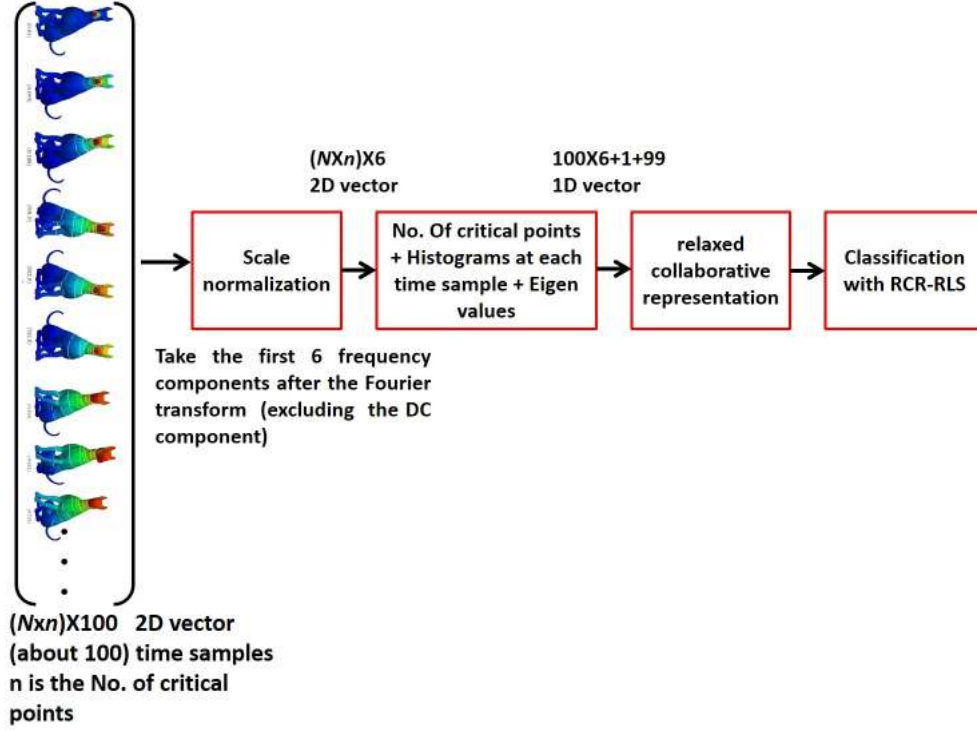 (NXn)X6
2D vector
100X6+1+99
1D vector
Scale
normalization
No. Of critical points
+ Histograms at each
time sample + Eigen
values
relaxed
collaborative
representation
Classification
with RCR-RLS
Take the first 6 frequency
components after the Fourier
transform (excluding the DC
component)
(Nxn)X100 2D vector
(about 100) time samples
n is the No. of critical
points